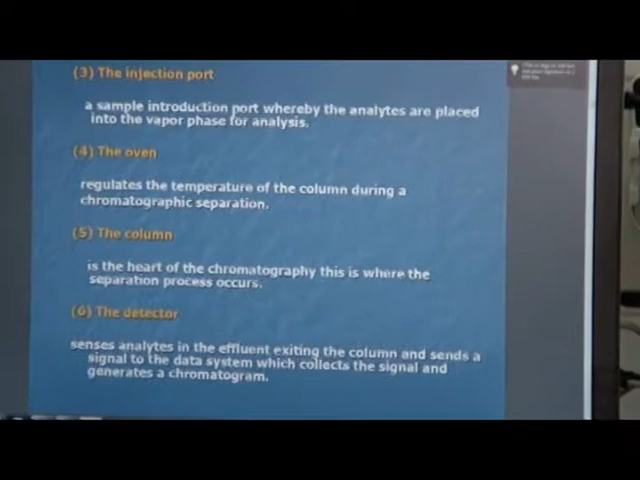 (3) The injection port
a sample introduction port whereby the analytes are placed
into the vapor phase for analysis.
(4) The oven
regulates the temperature of the column during a
chromatographic separation.
(5) The column
is the heart of the chromatography this is where the
separation process occurs.
(6) The detector
senses analytes in the effluent exiting the column and sends a
signal to the data system which collects the signal and
generates a chromatogram.